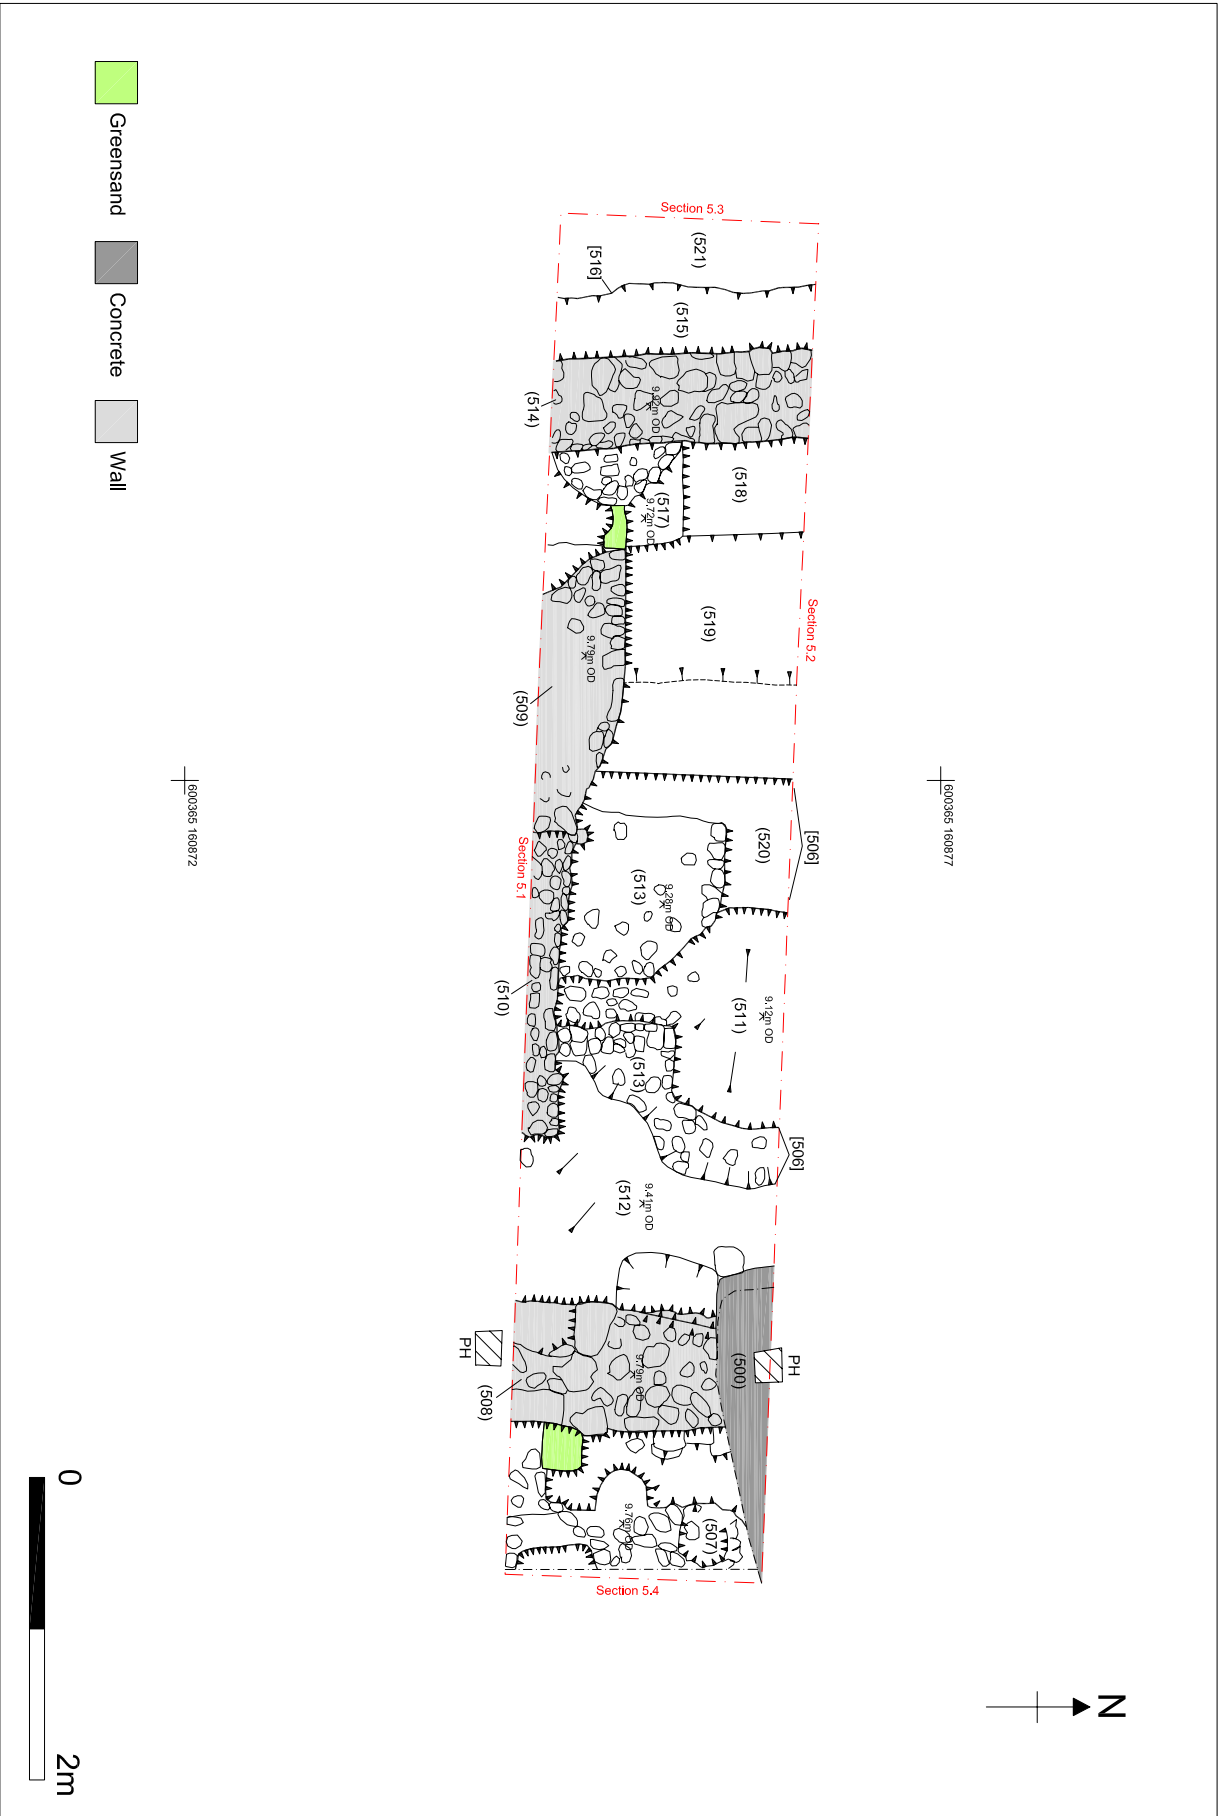 Greensand
Concrete
Wall
Section 5.3
(521)
[516]
(515)
9.92m OD
(514)
(518)
(517)
9.72m OD
Section 5.2
(519)
9.79m OD
(509)
600365 160872
600365 160877
[506]
(520)
Section 5.1
9.28m OD
(513)
(510)
9.12m OD
(511)
(513)
[506]
9.41m OD
(512)
PH
(500)
PH
9.79m OD
(508)
(507)
9.76m OD
Section 5.4
N
0
2m